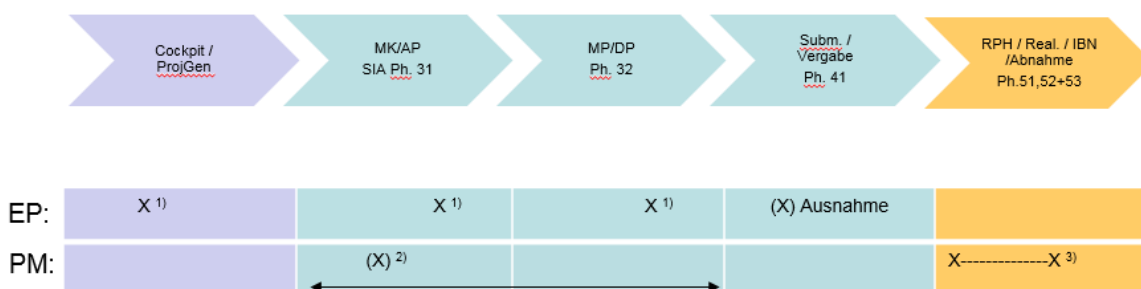 Cockpit /
ProjGen
MK/AP
SIA Ph. 31
MP/DP
Ph. 32
Subm. /
Vergabe
Ph. 41
RPH / Real. / IBN
/Abnahme
Ph.51,52+53
EP: X 1) X 1) X 1) (X) Ausnahme
PM: (X) 2) X--------------X 3)